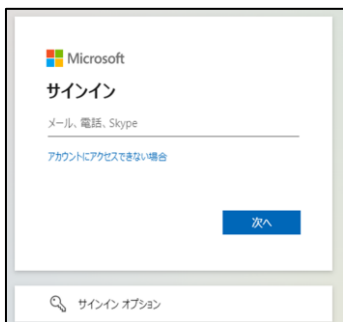 Microsoft
サインイン
メール、電話、Skype
アカウントにアクセスできない場合
次へ
サインイン オプション